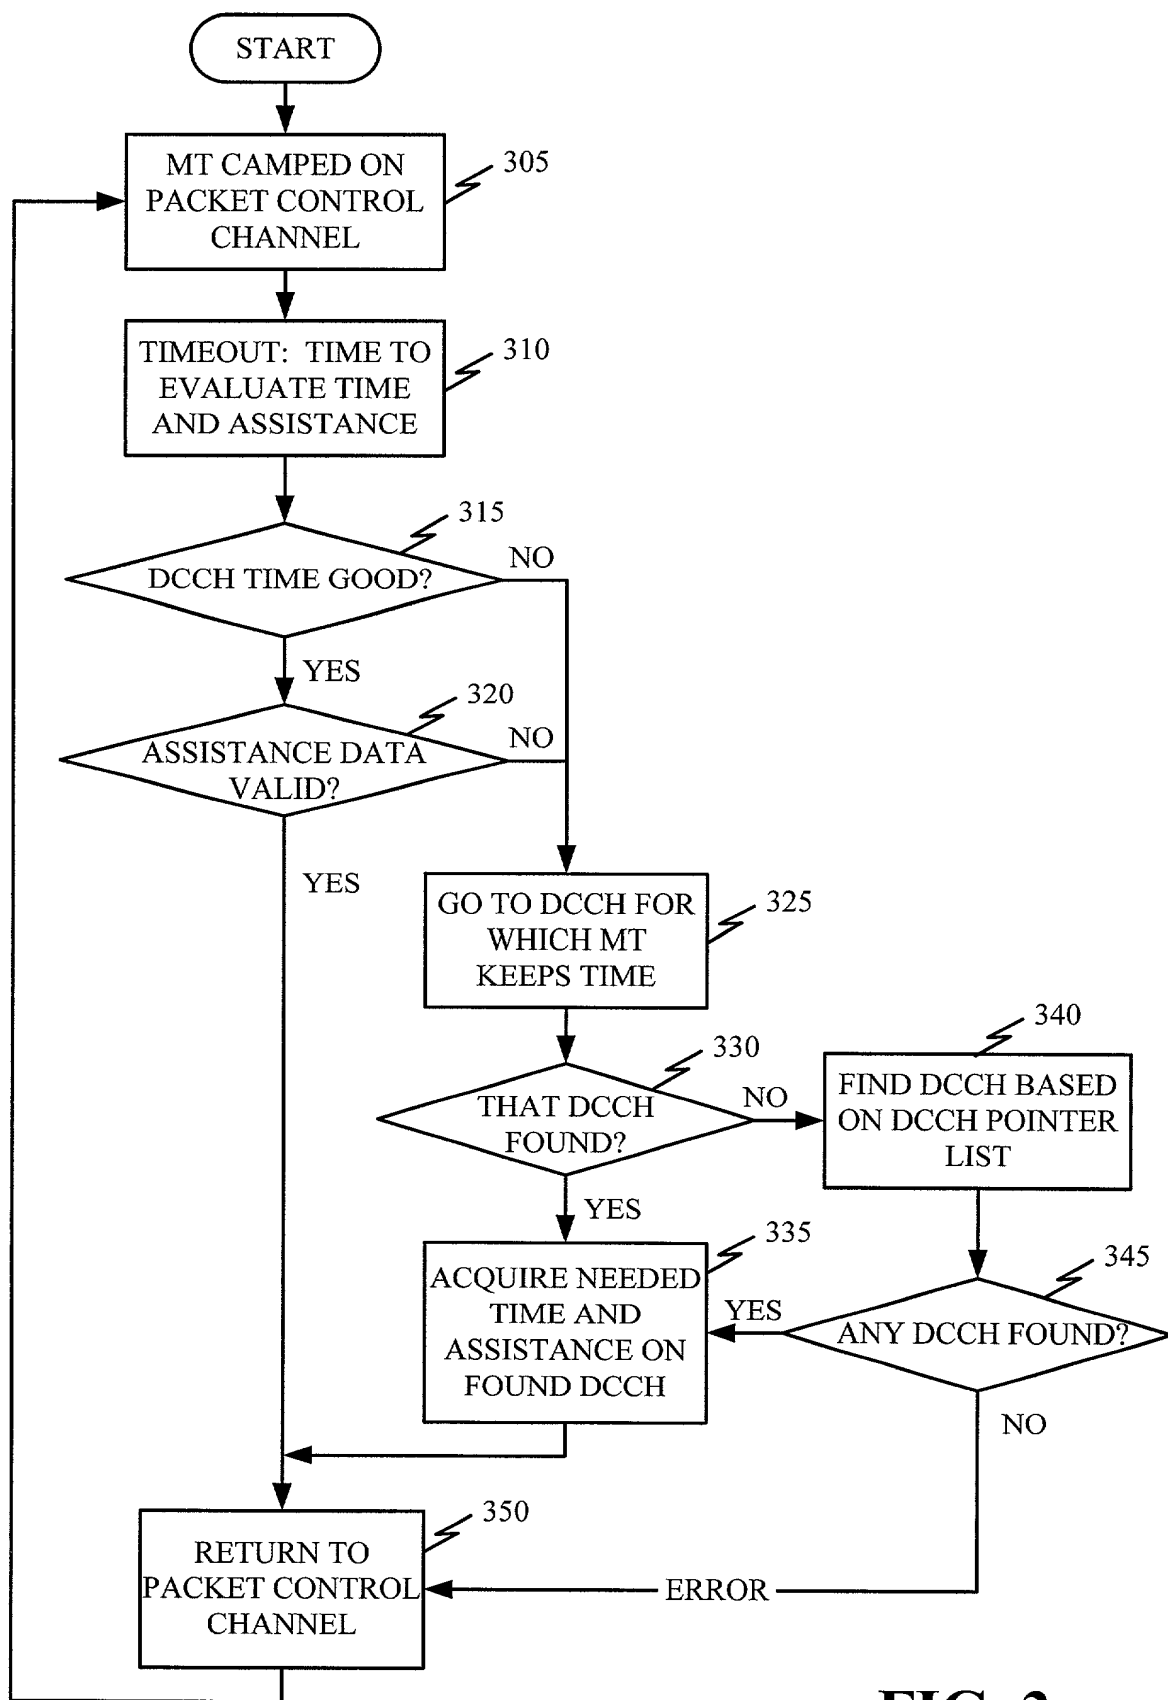 START
MT CAMPED ON
PACKET CONTROL
CHANNEL
305
TIMEOUT: TIME TO
EVALUATE TIME
AND ASSISTANCE
310
DCCH TIME GOOD?
315
NO
YES
ASSISTANCE DATA
VALID?
320
NO
YES
GO TO DCCH FOR
WHICH MT
KEEPS TIME
325
THAT DCCH
FOUND?
330
NO
YES
FIND DCCH BASED
ON DCCH POINTER
LIST
340
ACQUIRE NEEDED
TIME AND
ASSISTANCE ON
FOUND DCCH
335
YES
ANY DCCH FOUND?
345
NO
RETURN TO
PACKET CONTROL
CHANNEL
350
ERROR